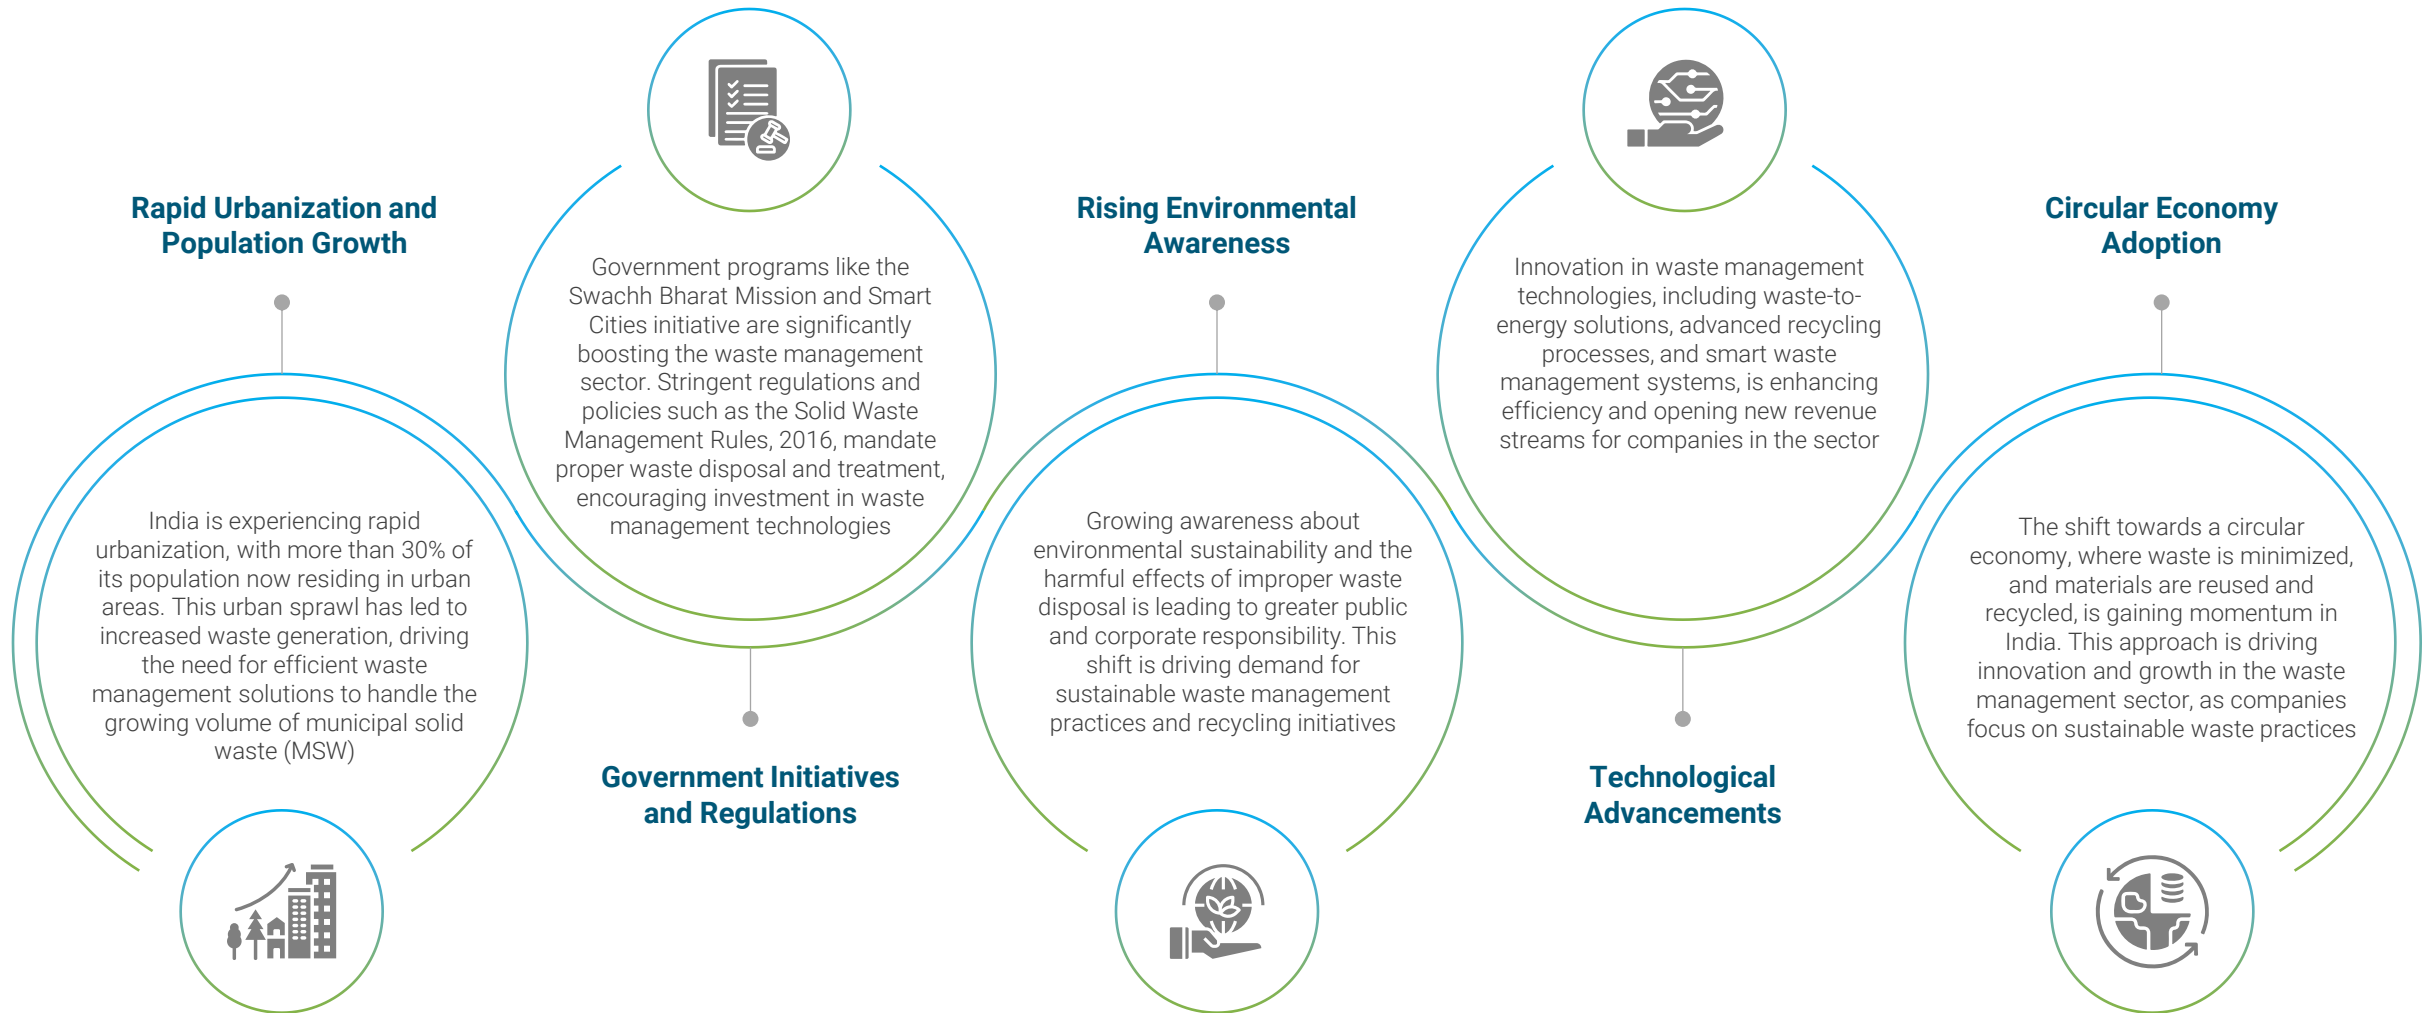 Rapid Urbanization and
Population Growth
India is experiencing rapid
urbanization, with more than 30% of
its population now residing in urban
areas. This urban sprawl has led to
increased waste generation, driving
the need for efficient waste
management solutions to handle the
growing volume of municipal solid
waste (MSW)
Government programs like the
Swachh Bharat Mission and Smart
Cities initiative are significantly
boosting the waste management
sector. Stringent regulations and
policies such as the Solid Waste
Management Rules, 2016, mandate
proper waste disposal and treatment,
encouraging investment in waste
management technologies
Government Initiatives
and Regulations
Rising Environmental
Awareness
Growing awareness about
environmental sustainability and the
harmful effects of improper waste
disposal is leading to greater public
and corporate responsibility. This
shift is driving demand for
sustainable waste management
practices and recycling initiatives
Innovation in waste management
technologies, including waste-to-
energy solutions, advanced recycling
processes, and smart waste
management systems, is enhancing
efficiency and opening new revenue
streams for companies in the sector
Technological
Advancements
Circular Economy
Adoption
The shift towards a circular
economy, where waste is minimized,
and materials are reused and
recycled, is gaining momentum in
India. This approach is driving
innovation and growth in the waste
management sector, as companies
focus on sustainable waste practices